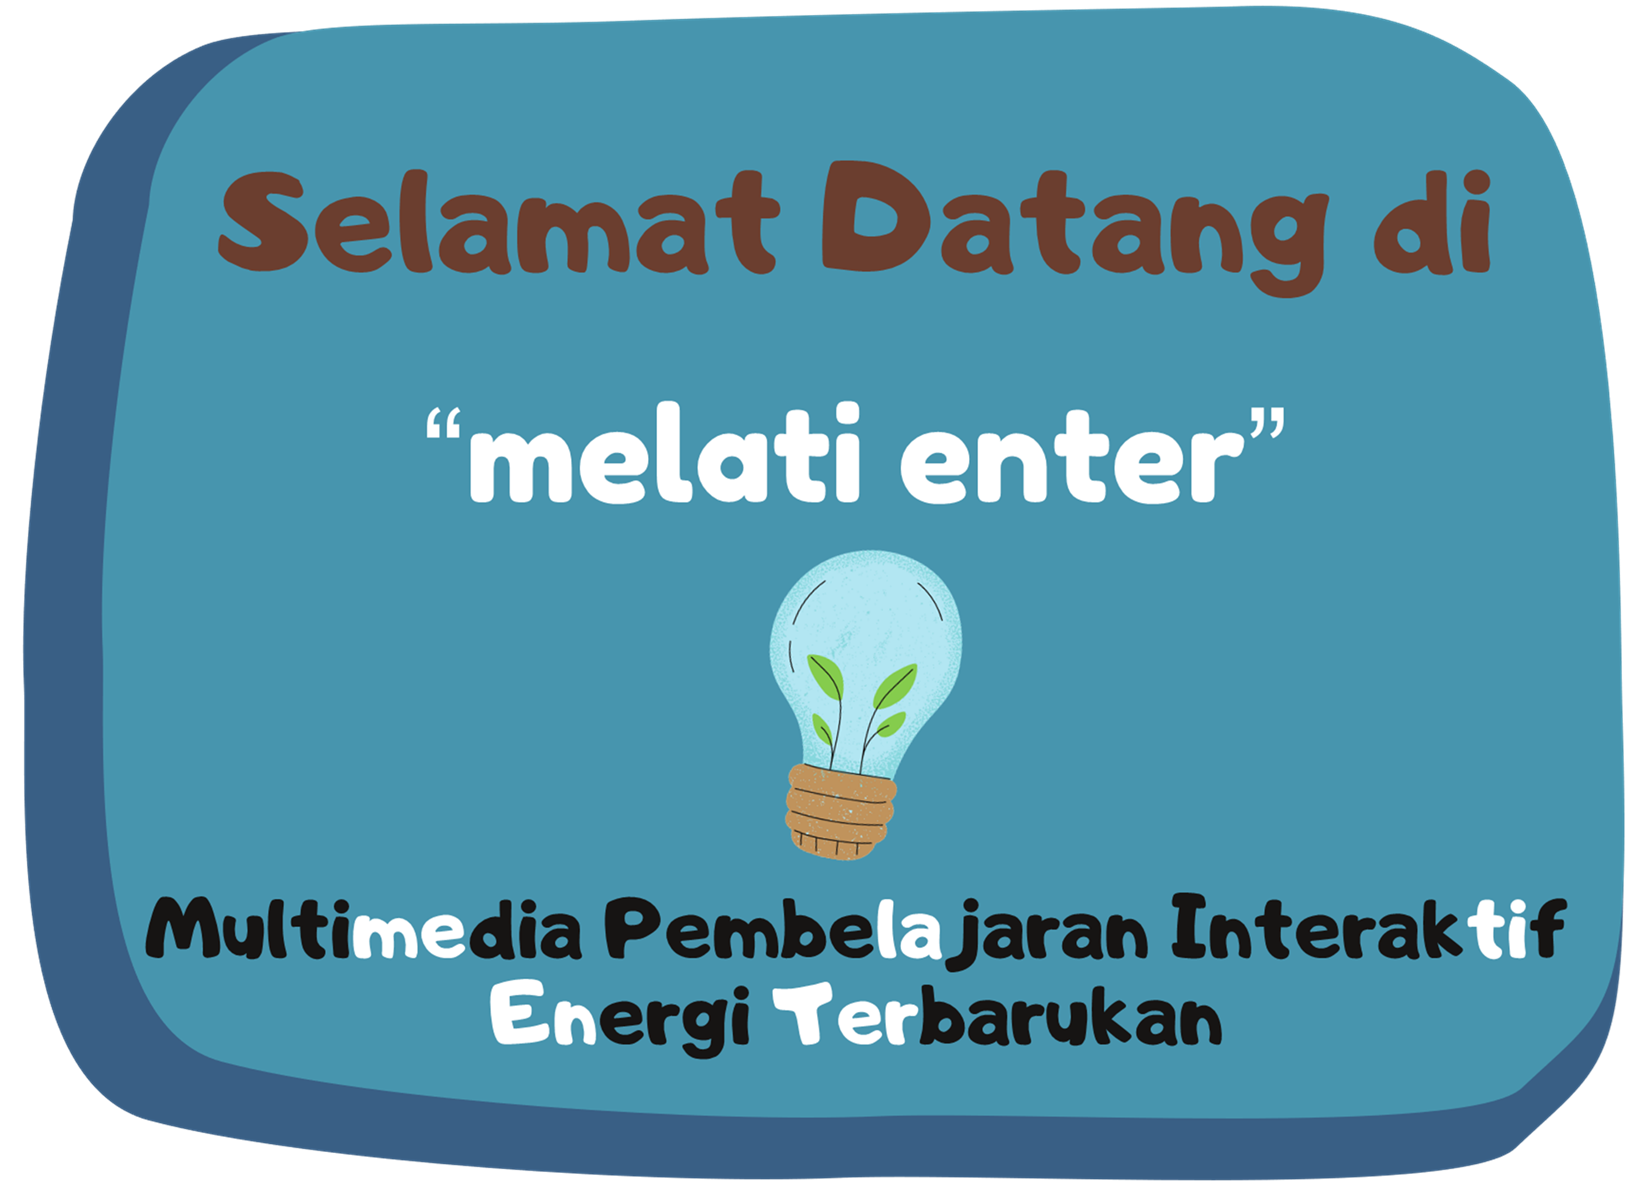 Selamat Datang di
“melati enter”
Multimedia Pembelajaran Interaktif
Energi Terbarukan